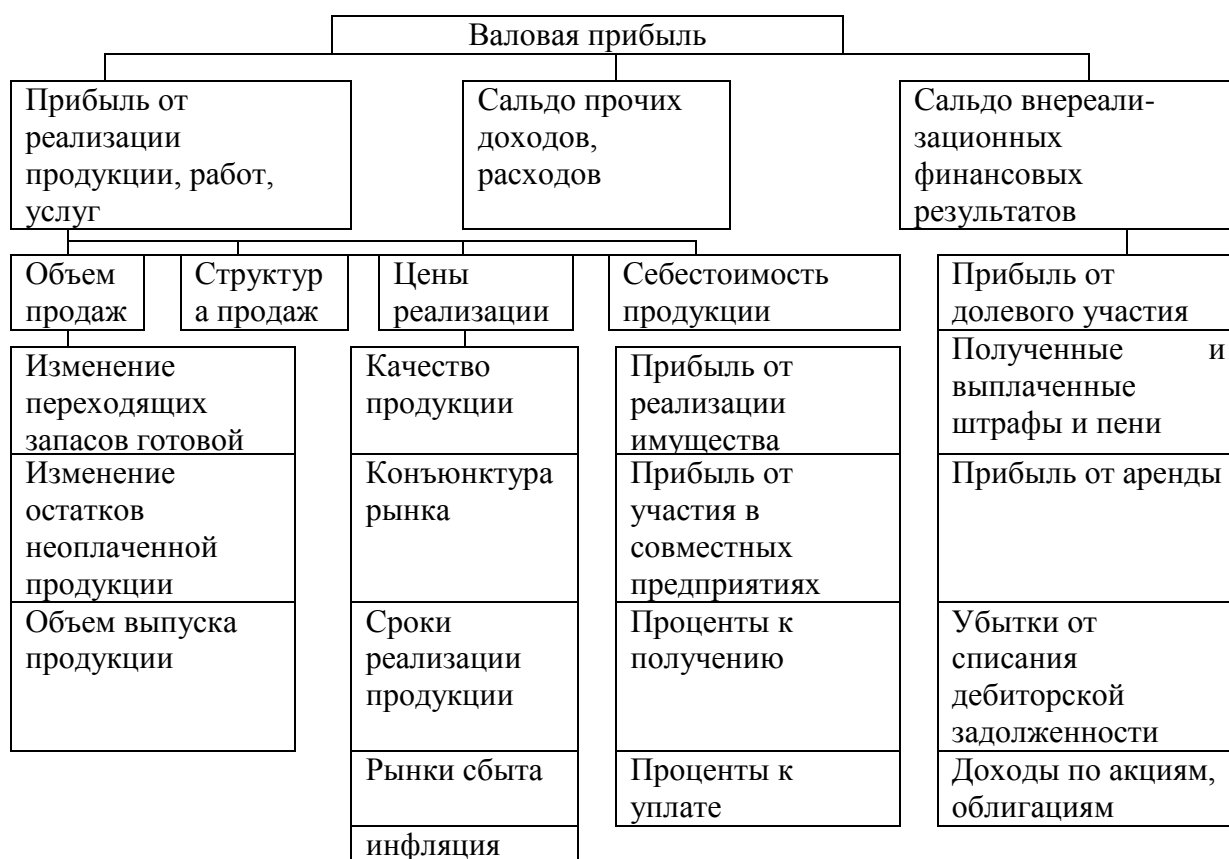 Валовая прибыль
Прибыль от
реализации
продукции, работ,
услуг
Сальдо прочих
доходов,
расходов
Сальдо внереали-
зационных
финансовых
результатов
Объем
продаж
Структур
а продаж
Цены
реализации
Себестоимость
продукции
Прибыль от
долевого участия
Изменение
переходящих
запасов готовой
Качество
продукции
Прибыль от
реализации
имущества
Полученные и
выплаченные
штрафы и пени
Изменение
остатков
неоплаченной
продукции
Конъюнктура
рынка
Прибыль от
участия в
совместных
предприятиях
Прибыль от аренды
Объем выпуска
продукции
Сроки
реализации
продукции
Проценты к
получению
Убытки от
списания
дебиторской
задолженности
Рынки сбыта
Проценты к
уплате
Доходы по акциям,
облигациям
инфляция